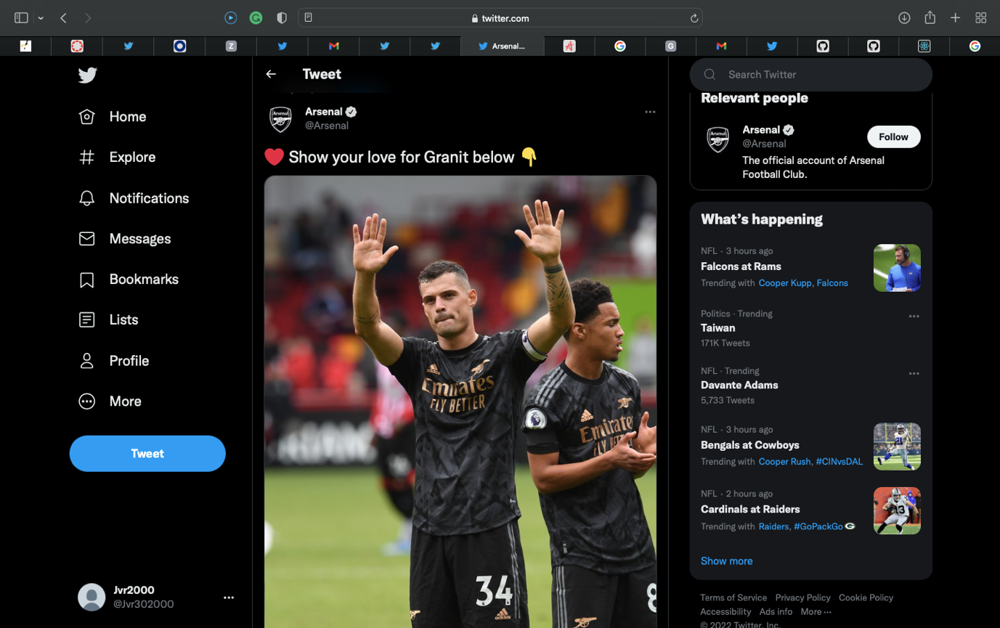 twitter.com
Arsenal...
Home
Explore
Notifications
Messages
Bookmarks
Lists
Profile
More
Tweet
Jvr2000
@Jvr302000
Tweet
Arsenal
@Arsenal
❤️ Show your love for Granit below 👇
Emirates
FLY BETTER
34
Emirates
FLY
8
Search Twitter
Relevant people
Arsenal
@Arsenal
Follow
The official account of Arsenal
Football Club.
What's happening
NFL · 3 hours ago
Falcons at Rams
Trending with Cooper Kupp, Falcons
Politics · Trending
Taiwan
171K Tweets
NFL · Trending
Davante Adams
5,733 Tweets
NFL · 3 hours ago
Bengals at Cowboys
Trending with Cooper Rush, #CINvsDAL
NFL · 2 hours ago
Cardinals at Raiders
Trending with Raiders, #GoPackGo
Show more
Terms of Service Privacy Policy Cookie Policy
Accessibility Ads info More ···
© 2022 Twitter, Inc.